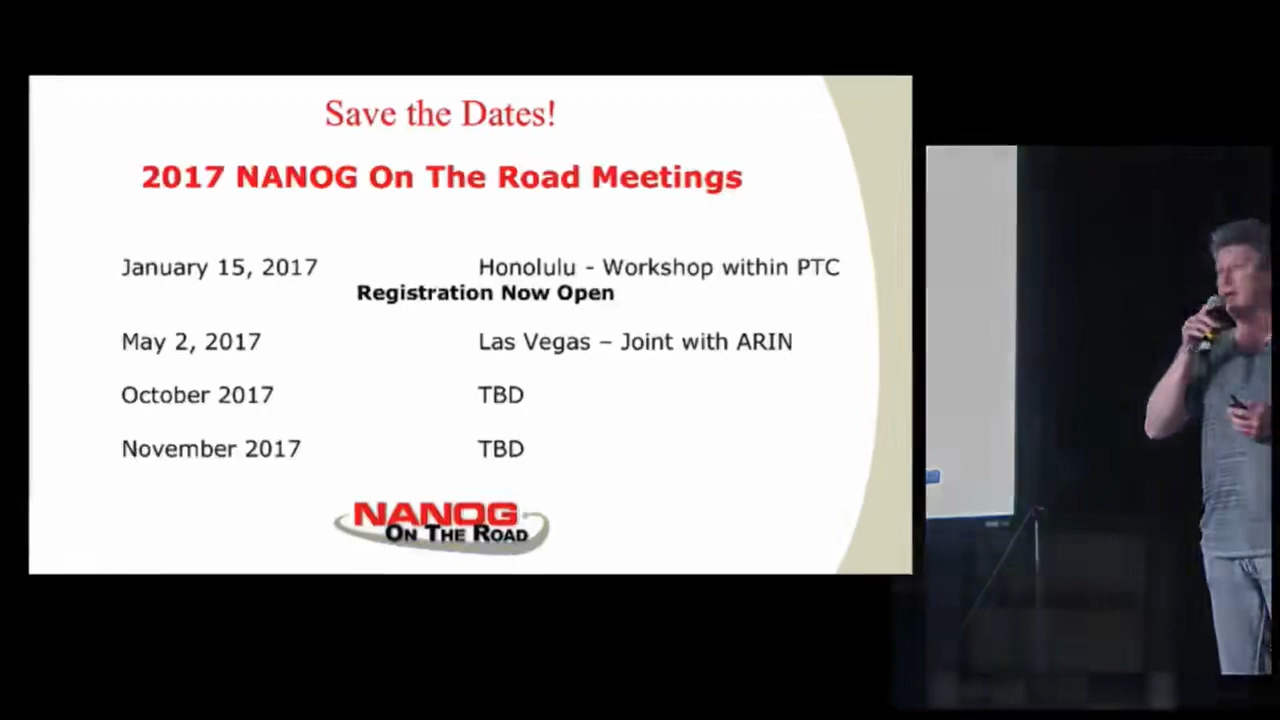 Save the Dates!
2017 NANOG On The Road Meetings
January 15, 2017 Honolulu - Workshop within PTC
Registration Now Open
May 2, 2017 Las Vegas – Joint with ARIN
October 2017 TBD
November 2017 TBD
NANOG
ON THE ROAD